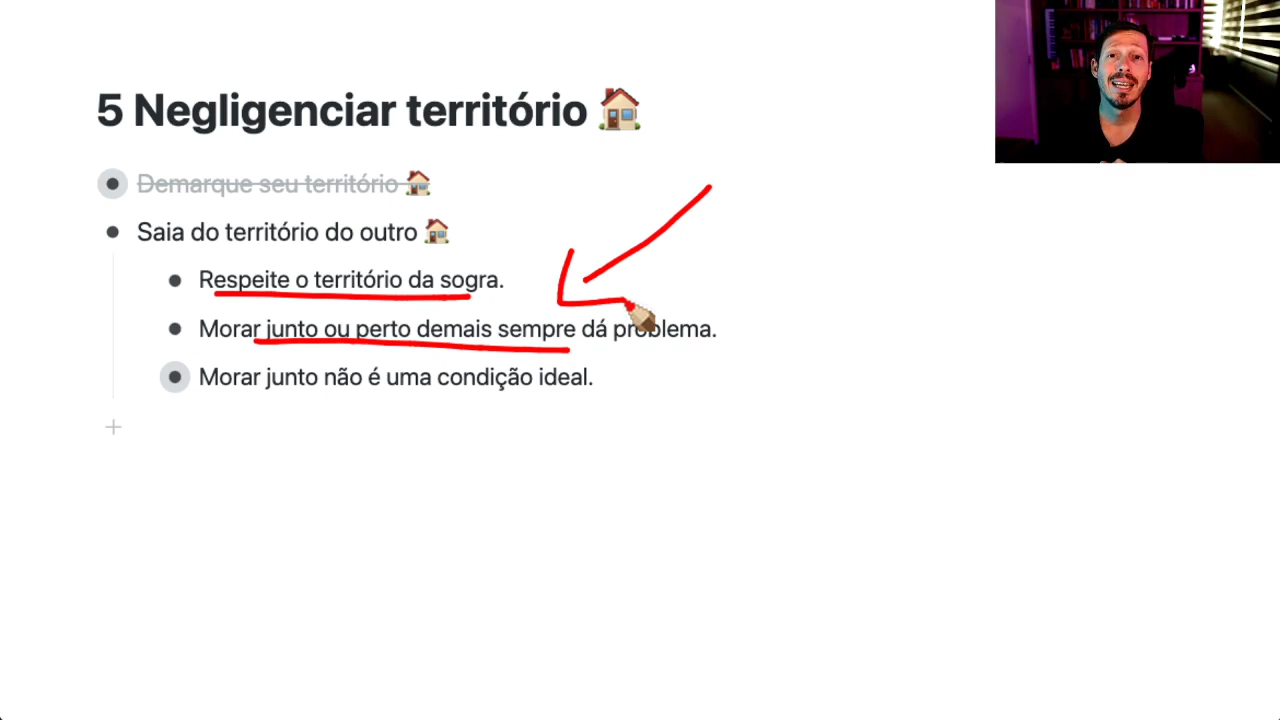 5 Negligenciar território 🏠
Demarque seu território 🏠
Saia do território do outro 🏠
Respeite o território da sogra.
Morar junto ou perto demais sempre dá problema.
Morar junto não é uma condição ideal.